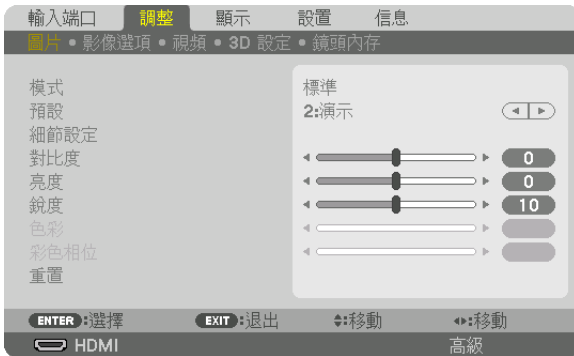 輸入端口 調整 顯示 設置 信息
圖片 • 影像選項 • 視頻 • 3D 設定 • 鏡頭內存
模式 標準
預設 2:演示
細節設定
對比度 0
亮度 0
銳度 10
色彩
彩色相位
重置
ENTER:選擇 EXIT:退出 :移動 :移動
HDMI 高級